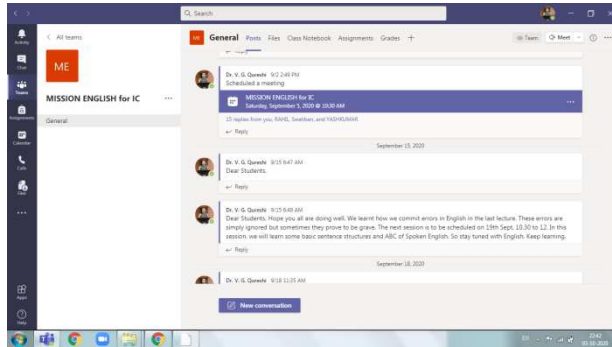 Search
Activity
Chat
Teams
Assignments
Calendar
Calls
Files
Apps
Help
All teams
ME
MISSION ENGLISH for IC
General
ME General Posts Files Class Notebook Assignments Grades +
Team Meet
Reply
Dr. V. G. Qureshi 9/2 2:49 PM
Scheduled a meeting
MISSION ENGLISH for IC
Saturday, September 5, 2020 @ 10:30 AM
replies from you, and YASHKUMAR
Reply
September 15, 2020
Dr. V. G. Qureshi 9/15 6:47 AM
Dear Students.
Reply
Dr. V. G. Qureshi 9/15 6:49 AM
Dear Students. Hope you all are doing well. We learnt how we commit errors in English in the last lecture. These errors are
simply ignored but sometimes they prove to be grave. The next session is to be scheduled on 19th Sept. 10.30 to 12. In this
session, we will learn some basic sentence structures and ABC of Spoken English. So stay tuned with English. Keep learning.
Reply
September 18, 2020
Dr. V. G. Qureshi 9/18 11:25 AM
New conversation
EN
22:42